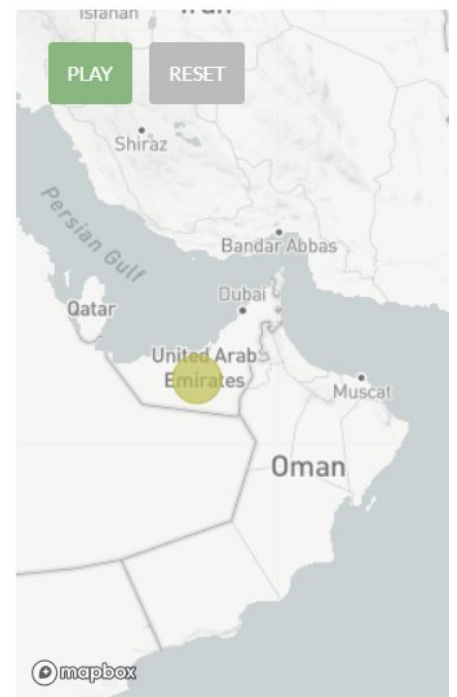 Isfahan
PLAY
RESET
Shiraz
Persian Gulf
Bandar Abbas
Qatar
Dubai
United Arab
Emirates
Muscat
Oman
mapbox